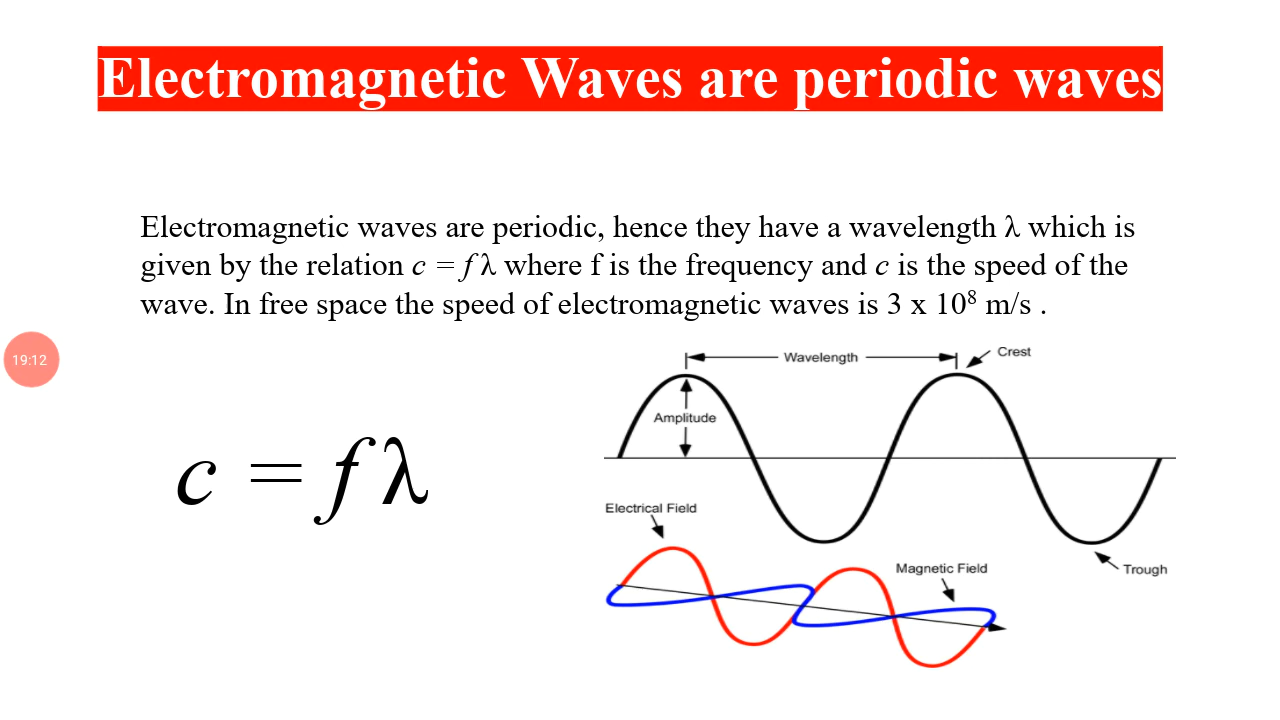 Electromagnetic Waves are periodic waves
Electromagnetic waves are periodic, hence they have a wavelength λ which is
given by the relation c = f λ where f is the frequency and c is the speed of the
wave. In free space the speed of electromagnetic waves is 3 x 10⁸ m/s .
19:12
c = f λ
Wavelength
Crest
Amplitude
Electrical Field
Magnetic Field
Trough